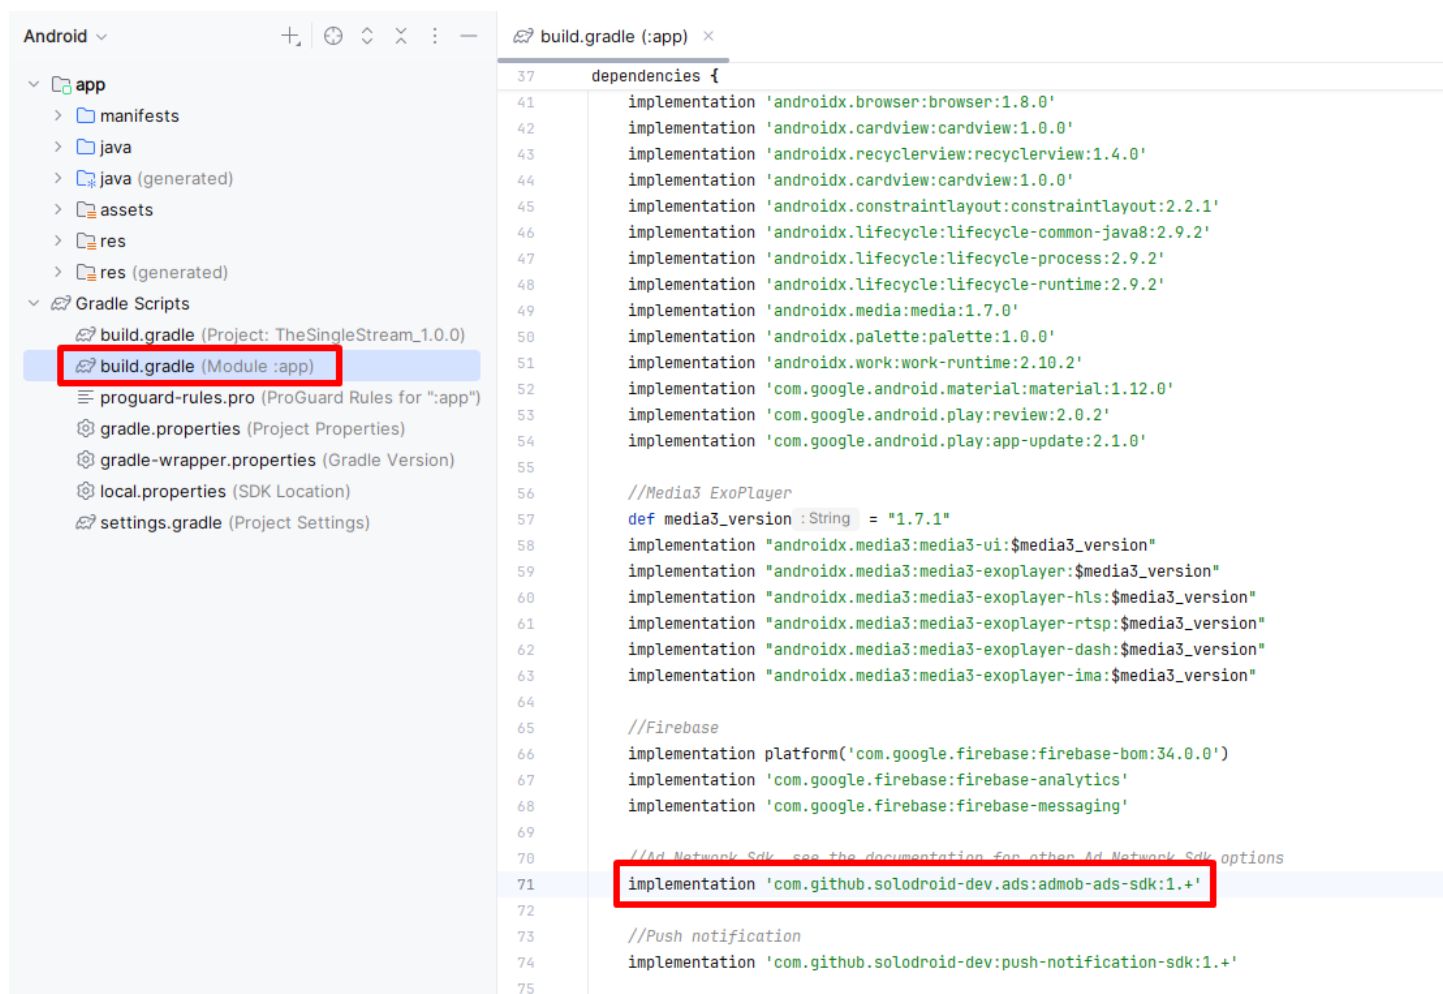 Android
app
manifests
java
java (generated)
assets
res
res (generated)
Gradle Scripts
build.gradle (Project: TheSingleStream_1.0.0)
build.gradle (Module :app)
proguard-rules.pro (ProGuard Rules for ":app")
gradle.properties (Project Properties)
gradle-wrapper.properties (Gradle Version)
local.properties (SDK Location)
settings.gradle (Project Settings)
build.gradle (:app)
37 dependencies {
41 implementation 'androidx.browser:browser:1.8.0'
42 implementation 'androidx.cardview:cardview:1.0.0'
43 implementation 'androidx.recyclerview:recyclerview:1.4.0'
44 implementation 'androidx.cardview:cardview:1.0.0'
45 implementation 'androidx.constraintlayout:constraintlayout:2.2.1'
46 implementation 'androidx.lifecycle:lifecycle-common-java8:2.9.2'
47 implementation 'androidx.lifecycle:lifecycle-process:2.9.2'
48 implementation 'androidx.lifecycle:lifecycle-runtime:2.9.2'
49 implementation 'androidx.media:media:1.7.0'
50 implementation 'androidx.palette:palette:1.0.0'
51 implementation 'androidx.work:work-runtime:2.10.2'
52 implementation 'com.google.android.material:material:1.12.0'
53 implementation 'com.google.android.play:review:2.0.2'
54 implementation 'com.google.android.play:app-update:2.1.0'
55
56 //Media3 ExoPlayer
57 def media3_version : String = "1.7.1"
58 implementation "androidx.media3:media3-ui:$media3_version"
59 implementation "androidx.media3:media3-exoplayer:$media3_version"
60 implementation "androidx.media3:media3-exoplayer-hls:$media3_version"
61 implementation "androidx.media3:media3-exoplayer-rtsp:$media3_version"
62 implementation "androidx.media3:media3-exoplayer-dash:$media3_version"
63 implementation "androidx.media3:media3-exoplayer-ima:$media3_version"
64
65 //Firebase
66 implementation platform('com.google.firebase:firebase-bom:34.0.0')
67 implementation 'com.google.firebase:firebase-analytics'
68 implementation 'com.google.firebase:firebase-messaging'
69
70 //Ad Network Sdk, see the documentation for other Ad Network Sdk options
71 implementation 'com.github.solodroid-dev.ads:admob-ads-sdk:1.+'
72
73 //Push notification
74 implementation 'com.github.solodroid-dev:push-notification-sdk:1.+'
75